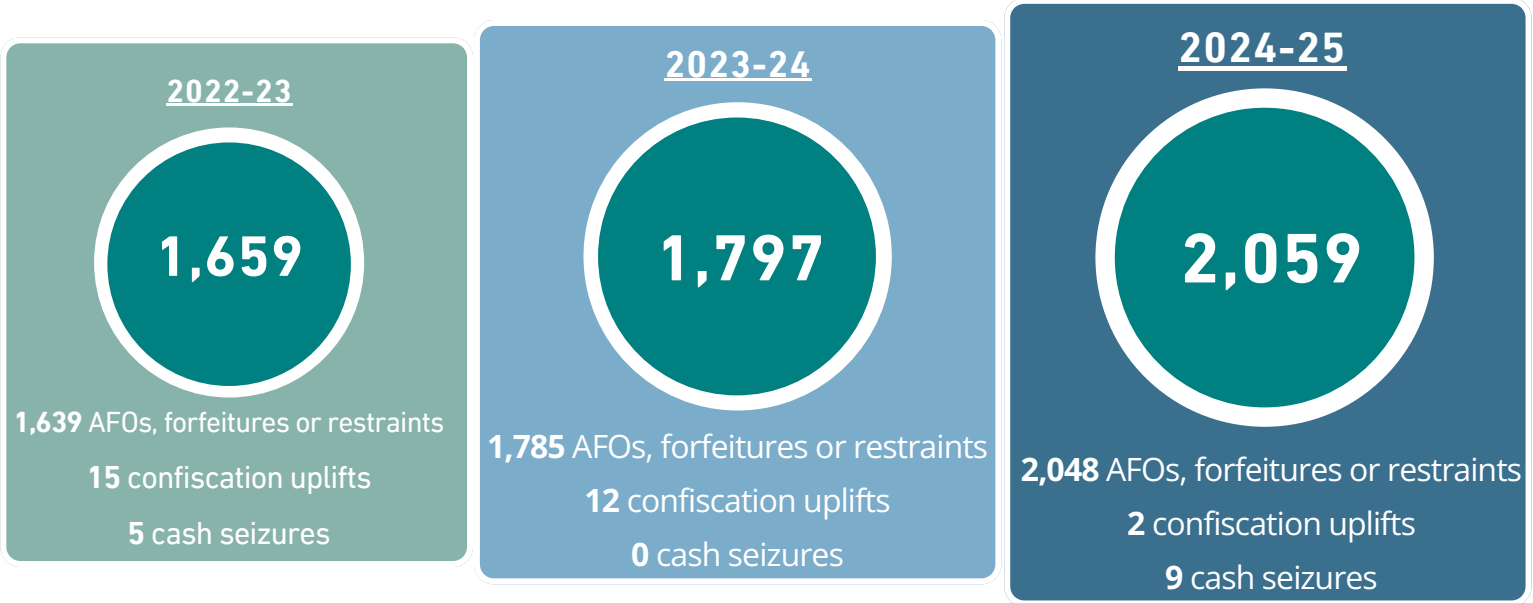 2022-23
1,659
1,639 AFOs, forfeitures or restraints
15 confiscation uplifts
5 cash seizures
2023-24
1,797
1,785 AFOs, forfeitures or restraints
12 confiscation uplifts
0 cash seizures
2024-25
2,059
2,048 AFOs, forfeitures or restraints
2 confiscation uplifts
9 cash seizures